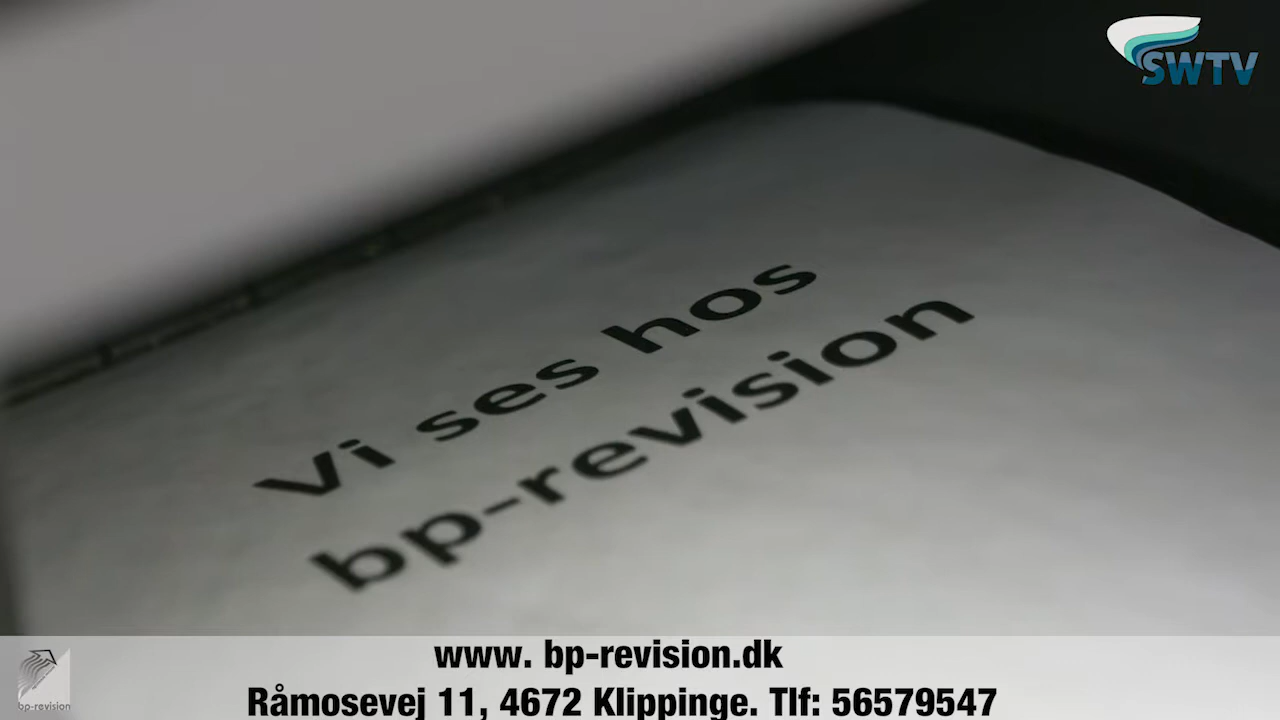 SWTV
Vi ses hos
bp-revision
www. bp-revision.dk
Råmosevej 11, 4672 Klippinge. Tlf: 56579547
bp-revision